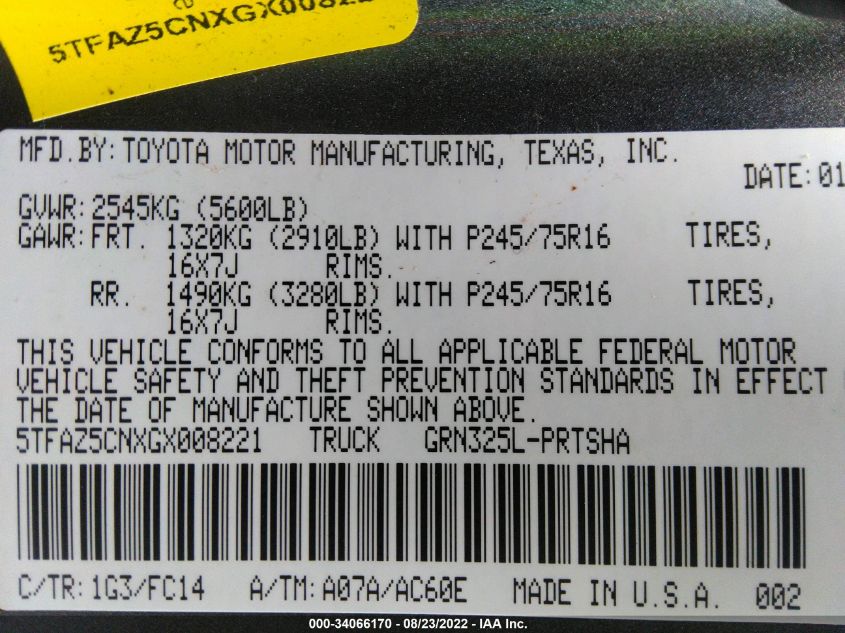 5TFAZ5CNXGX008221
MFD.BY:TOYOTA MOTOR MANUFACTURING, TEXAS, INC.
DATE:01
GVWR:2545KG (5600LB)
GAWR:FRT. 1320KG (2910LB) WITH P245/75R16 TIRES,
16X7J RIMS.
RR. 1490KG (3280LB) WITH P245/75R16 TIRES,
16X7J RIMS.
THIS VEHICLE CONFORMS TO ALL APPLICABLE FEDERAL MOTOR
VEHICLE SAFETY AND THEFT PREVENTION STANDARDS IN EFFECT
THE DATE OF MANUFACTURE SHOWN ABOVE.
5TFAZ5CNXGX008221 TRUCK GRN325L-PRTSHA
C/TR:1G3/FC14 A/TM:A07A/AC60E MADE IN U.S.A. 002
000-34066170 - 08/23/2022 - IAA Inc.